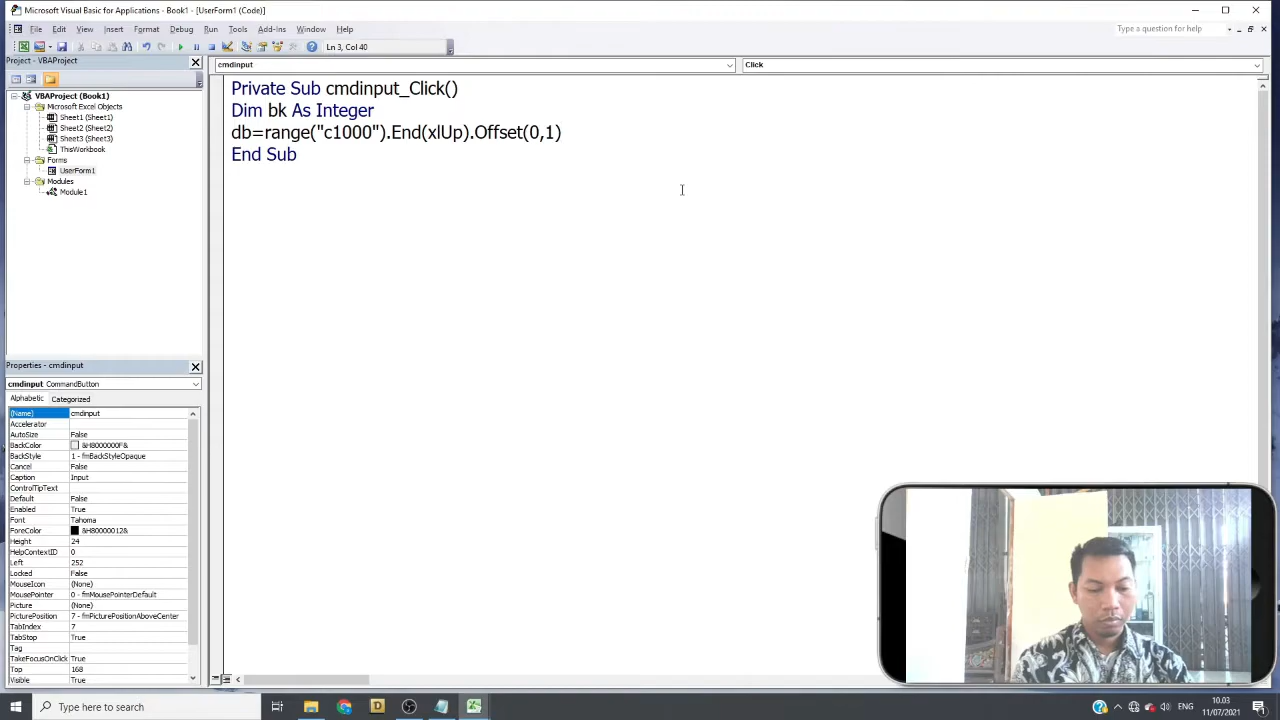 Microsoft Visual Basic for Applications - Book1 - [UserForm1 (Code)]
File Edit View Insert Format Debug Run Tools Add-Ins Window Help
Type a question for help
Ln 3, Col 40
Project - VBAProject
cmdinput
Click
VBAProject (Book1)
Microsoft Excel Objects
Sheet1 (Sheet1)
Sheet2 (Sheet2)
Sheet3 (Sheet3)
ThisWorkbook
Forms
UserForm1
Modules
Module1
Private Sub cmdinput_Click()
Dim bk As Integer
db=range("c1000").End(xlUp).Offset(0,1)
End Sub
Properties - cmdinput
cmdinput CommandButton
Alphabetic Categorized
(Name) cmdinput
Accelerator
AutoSize False
BackColor &H8000000F&
BackStyle 1 - fmBackStyleOpaque
Cancel False
Caption Input
ControlTipText
Default False
Enabled True
Font Tahoma
ForeColor &H80000012&
Height 24
HelpContextID 0
Left 252
Locked False
MouseIcon (None)
MousePointer 0 - fmMousePointerDefault
Picture (None)
PicturePosition 7 - fmPicturePositionAboveCenter
TabIndex 7
TabStop True
Tag
TakeFocusOnClick True
Top 168
Visible True
Type here to search
ENG
10.03
11/07/2021